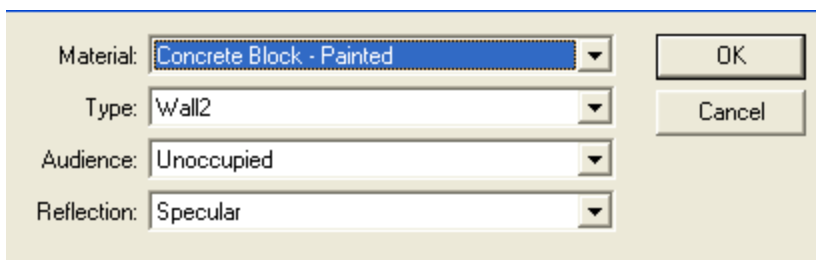 Material: Concrete Block - Painted OK
Type: Wall2 Cancel
Audience: Unoccupied
Reflection: Specular